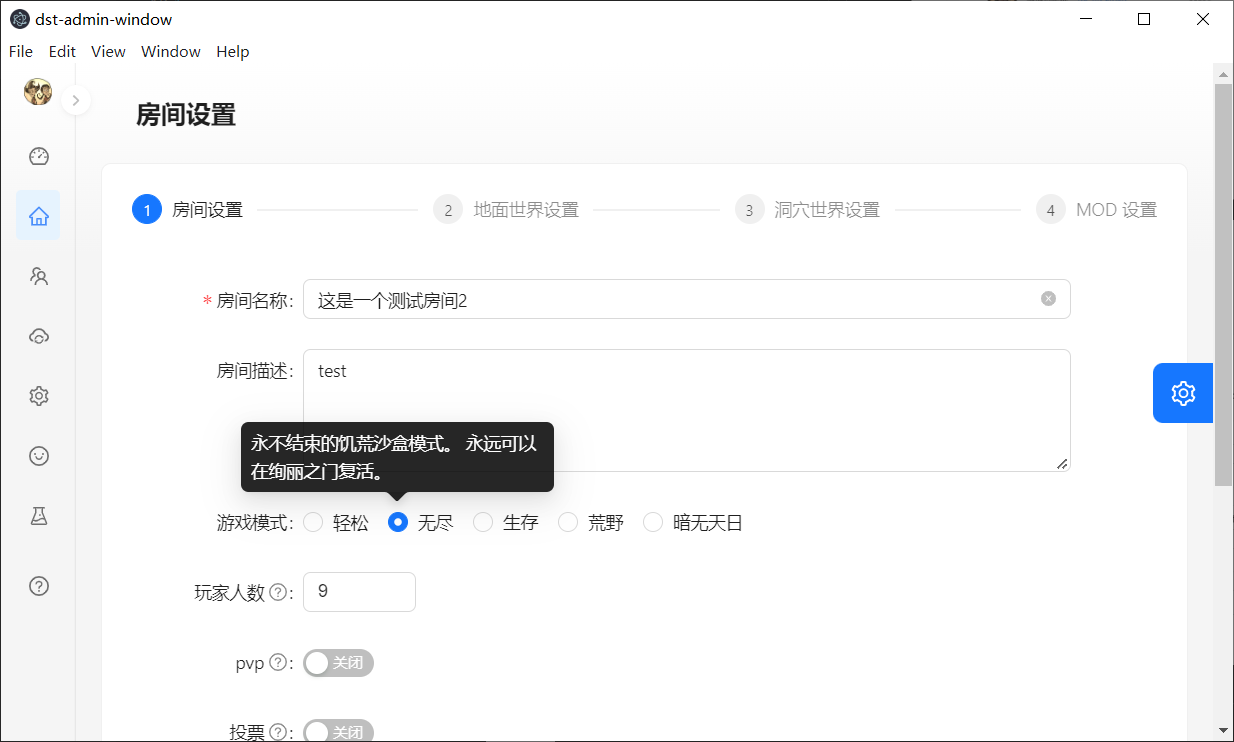 dst-admin-window
File Edit View Window Help
房间设置
1 房间设置 2 地面世界设置 3 洞穴世界设置 4 MOD 设置
* 房间名称: 这是一个测试房间2
房间描述: test
永不结束的饥荒沙盒模式。 永远可以
在绚丽之门复活。
游戏模式: 轻松 无尽 生存 荒野 暗无天日
玩家人数 ? : 9
pvp ? : 关闭
投票 ? : 关闭